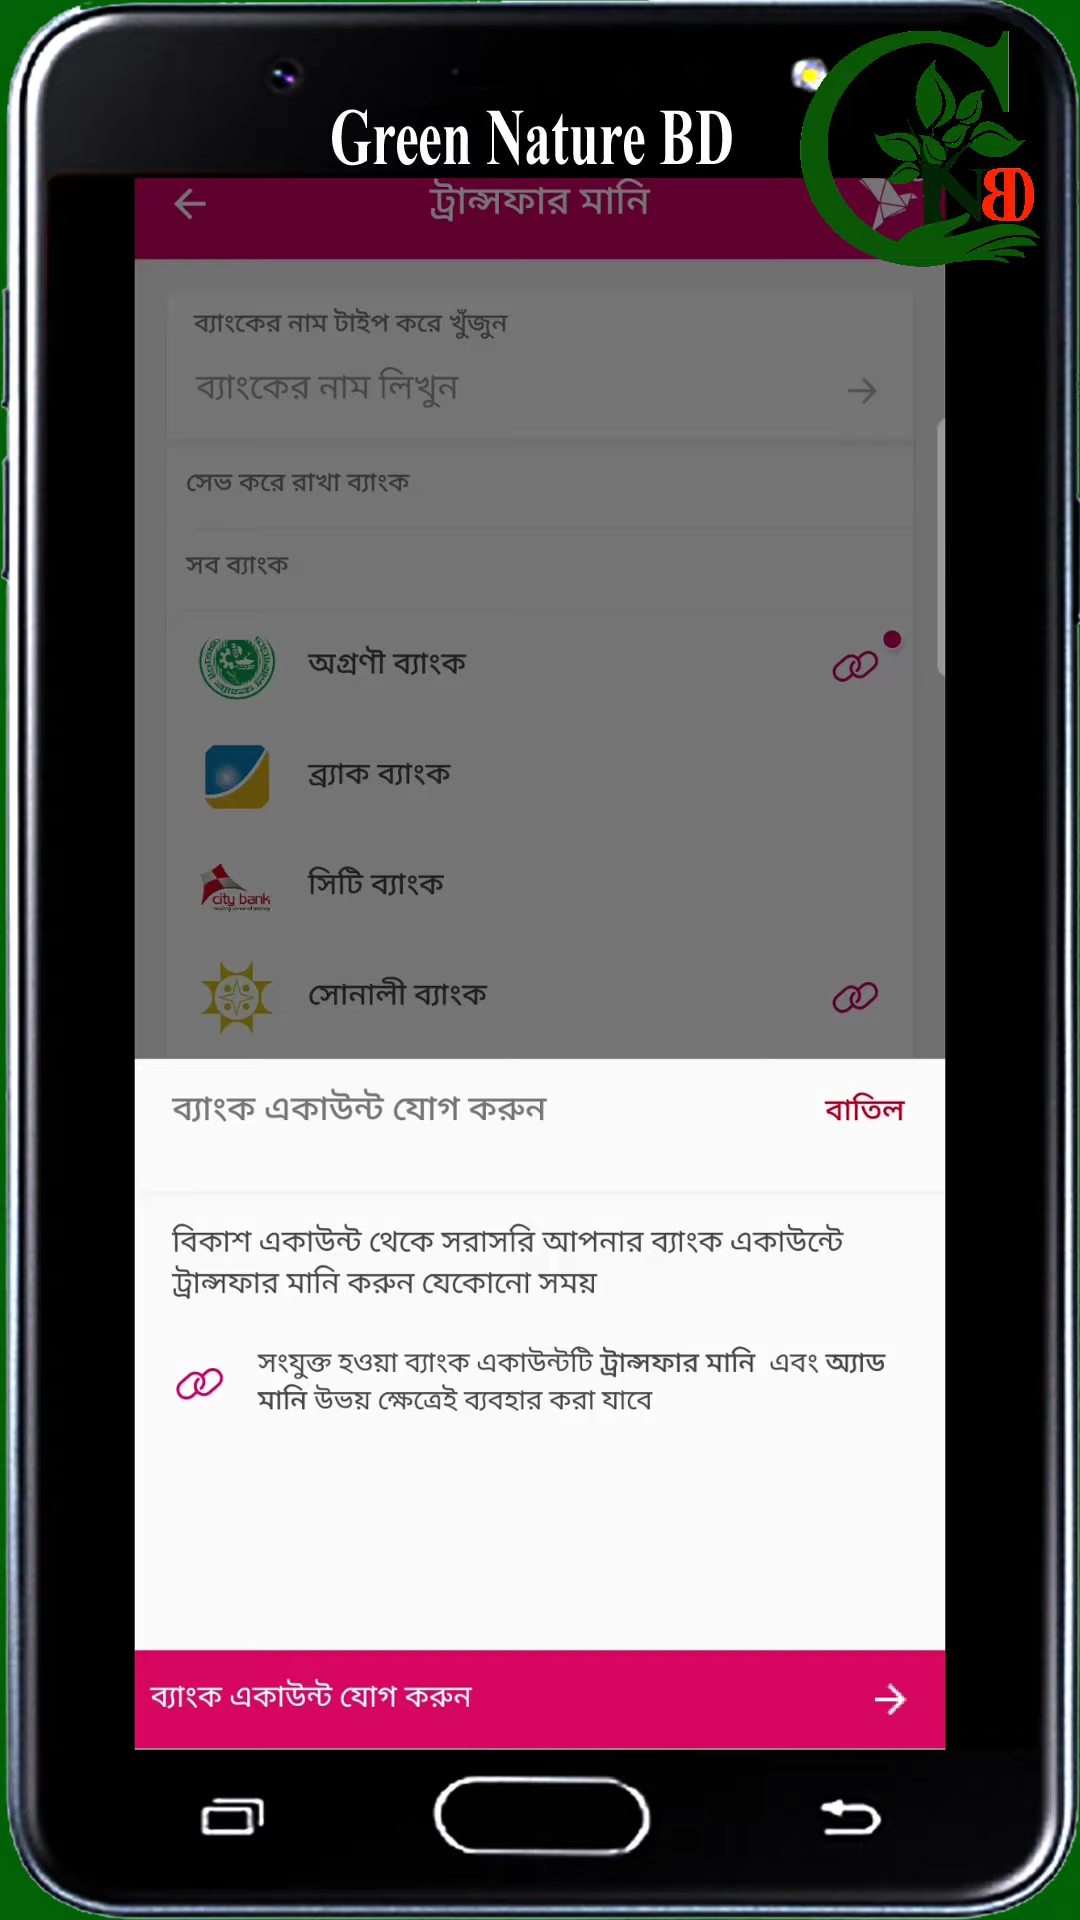 Green Nature BD
NBD
ট্রান্সফার মানি
ব্যাংকের নাম টাইপ করে খুঁজুন
ব্যাংকের নাম লিখুন
সেভ করে রাখা ব্যাংক
সব ব্যাংক
অগ্রণী ব্যাংক
ব্র্যাক ব্যাংক
city bank
সিটি ব্যাংক
সোনালী ব্যাংক
ব্যাংক একাউন্ট যোগ করুন
বাতিল
বিকাশ একাউন্ট থেকে সরাসরি আপনার ব্যাংক একাউন্টে
ট্রান্সফার মানি করুন যেকোনো সময়
সংযুক্ত হওয়া ব্যাংক একাউন্টটি ট্রান্সফার মানি এবং অ্যাড
মানি উভয় ক্ষেত্রেই ব্যবহার করা যাবে
ব্যাংক একাউন্ট যোগ করুন